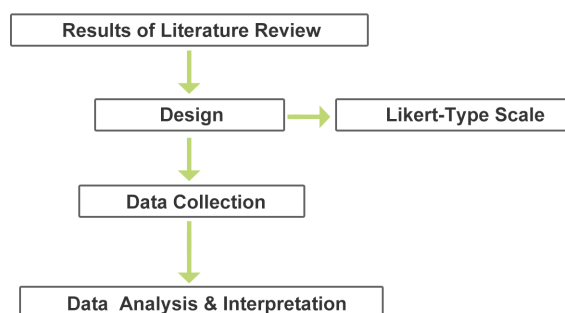 Results of Literature Review
Design
Likert-Type Scale
Data Collection
Data Analysis & Interpretation